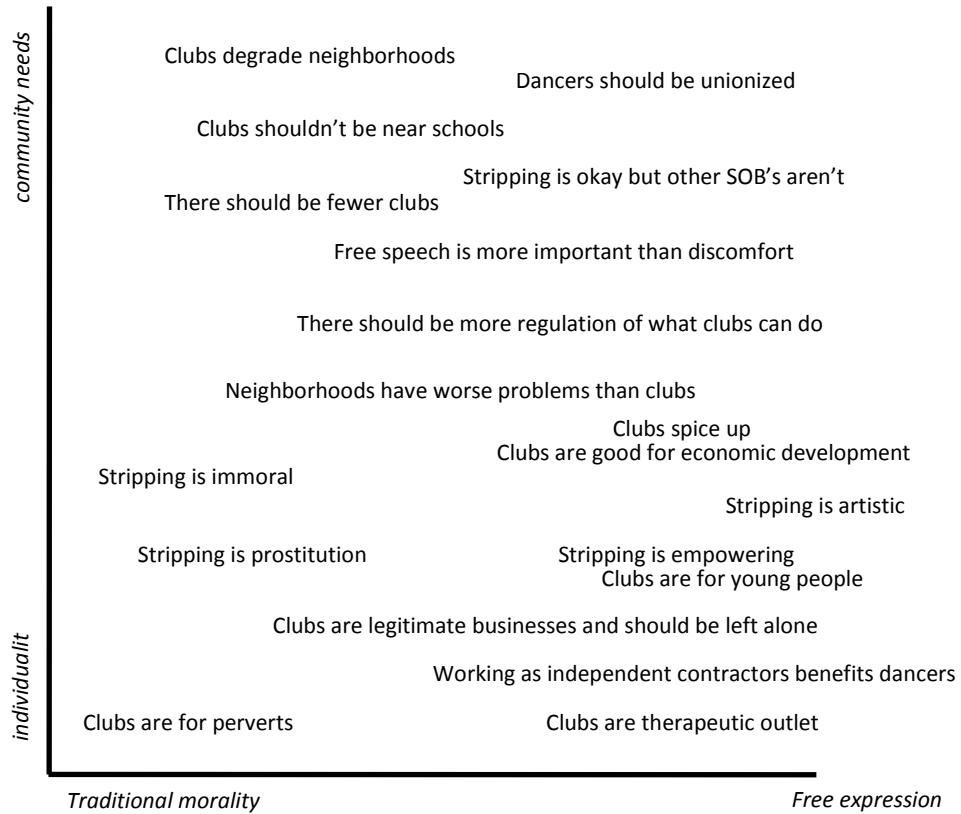 community needs
Clubs degrade neighborhoods
Dancers should be unionized
Clubs shouldn’t be near schools
Stripping is okay but other SOB’s aren’t
There should be fewer clubs
Free speech is more important than discomfort
There should be more regulation of what clubs can do
Neighborhoods have worse problems than clubs
Clubs spice up
Clubs are good for economic development
Stripping is immoral
Stripping is artistic
Stripping is prostitution
Stripping is empowering
Clubs are for young people
Clubs are legitimate businesses and should be left alone
individualit
Working as independent contractors benefits dancers
Clubs are for perverts
Clubs are therapeutic outlet
Traditional morality
Free expression